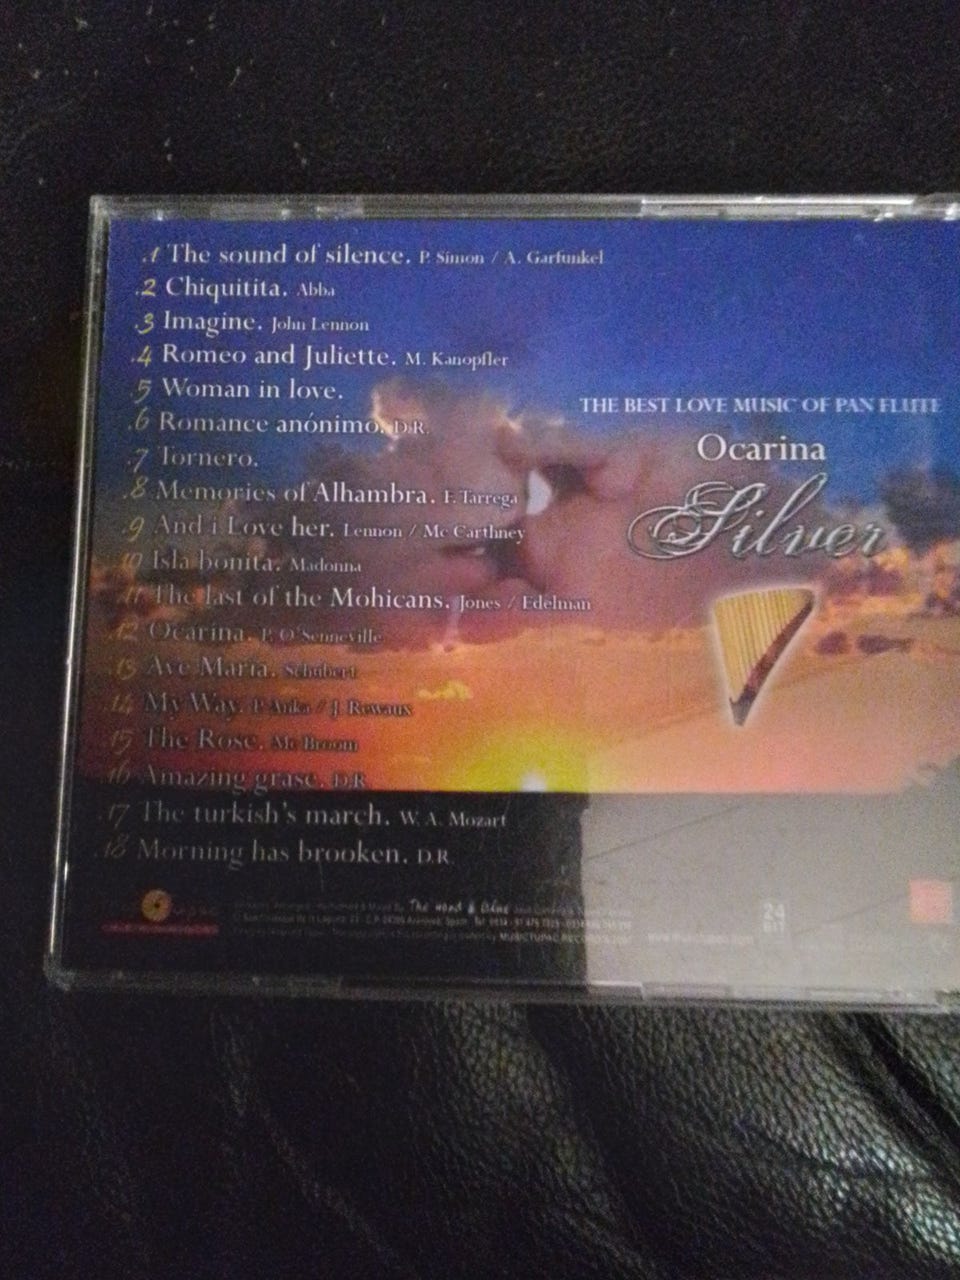 .1 The sound of silence. P. Simon / A. Garfunkel
.2 Chiquitita. Abba
.3 Imagine. John Lennon
.4 Romeo and Juliette. M. Kanopfler
.5 Woman in love.
.6 Romance anónimo. D.R.
.7 Tornero.
.8 Memories of Alhambra. F. Tarrega
.9 And i Love her. Lennon / Mc Carthney
.10 Isla bonita. Madonna
.11 The last of the Mohicans. Jones / Edelman
.12 Ocarina. P. O'Senneville
.13 Ave María. Schubert
.14 My Way. P. Anka / J. Rewaux
.15 The Rose. Mc Broom
.16 Amazing grase. D.R.
.17 The turkish's march. W. A. Mozart
.18 Morning has brooken. D.R.
THE BEST LOVE MUSIC OF PAN FLUTE
Ocarina
Silver
The Wond & Blue
24
BIT